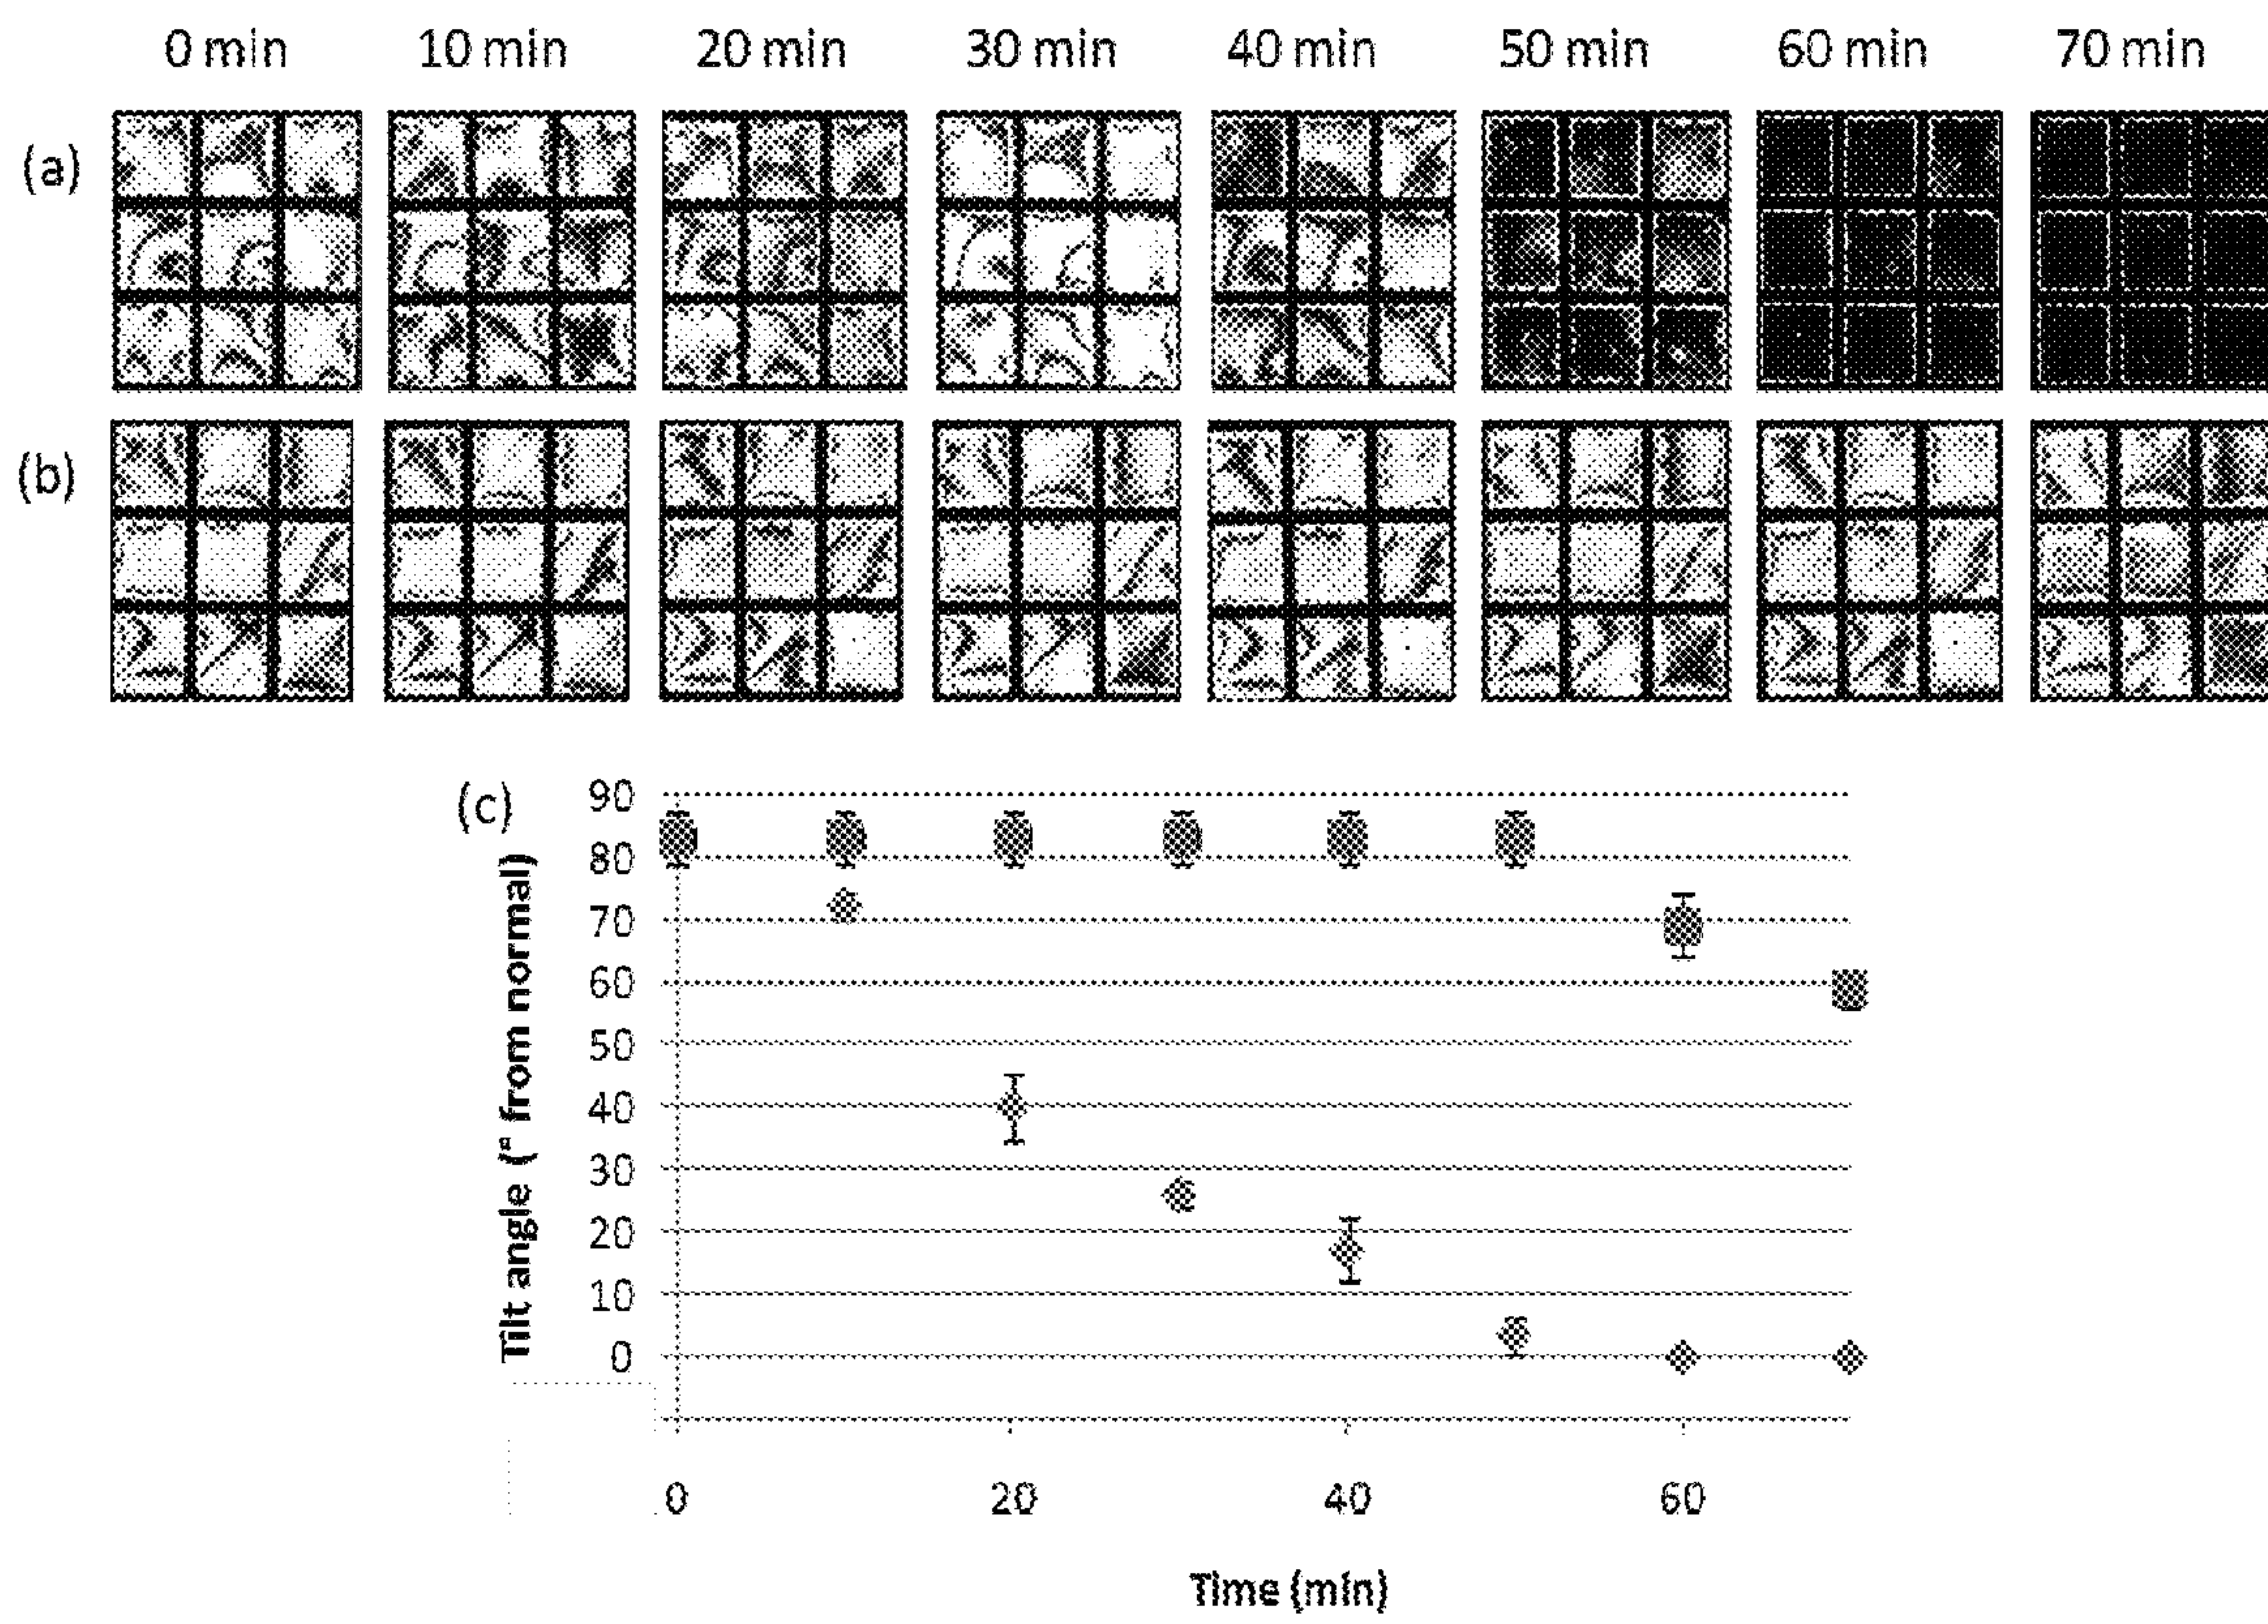 0 min 10 min 20 min 30 min 40 min 50 min 60 min 70 min
(a)
(b)
(c)
Tilt angle (° from normal)
90
80
70
60
50
40
30
20
10
0
0 20 40 60
Time (min)